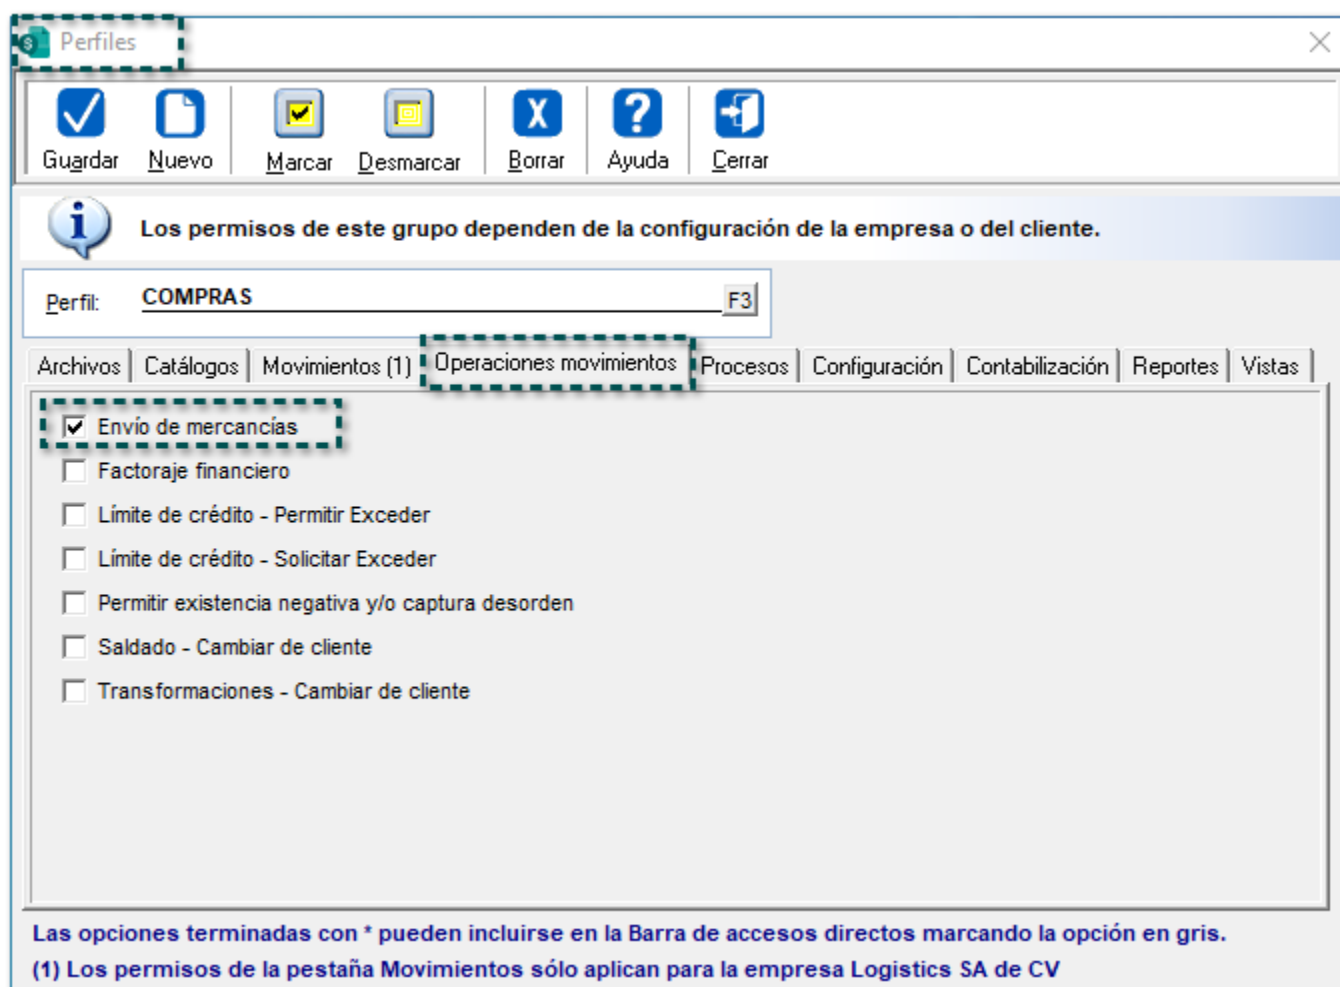 Perfiles
Guardar Nuevo Marcar Desmarcar Borrar Ayuda Cerrar
Los permisos de este grupo dependen de la configuración de la empresa o del cliente.
Perfil: COMPRAS F3
Archivos Catálogos Movimientos (1) Operaciones movimientos Procesos Configuración Contabilización Reportes Vistas
Envío de mercancías
Factoraje financiero
Límite de crédito - Permitir Exceder
Límite de crédito - Solicitar Exceder
Permitir existencia negativa y/o captura desorden
Saldado - Cambiar de cliente
Transformaciones - Cambiar de cliente
Las opciones terminadas con * pueden incluirse en la Barra de accesos directos marcando la opción en gris.
(1) Los permisos de la pestaña Movimientos sólo aplican para la empresa Logistics SA de CV